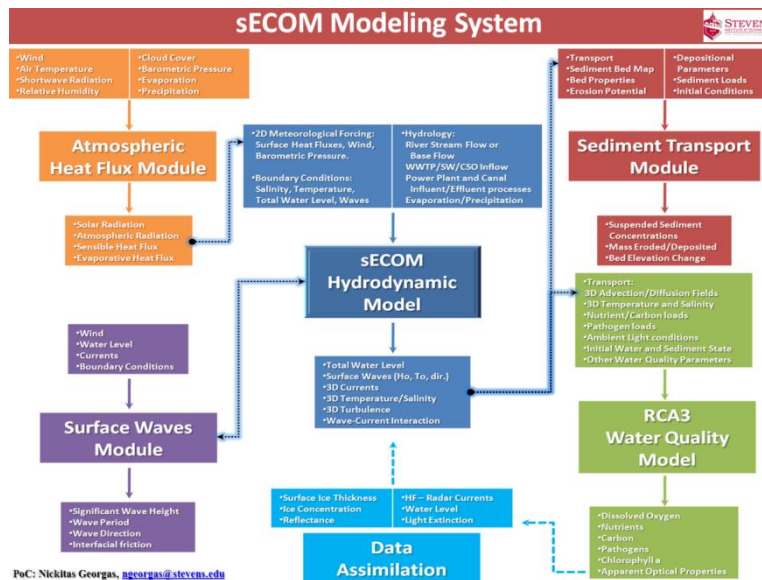 sECOM Modeling System
STEVENS
•Wind
•Air Temperature
•Shortwave Radiation
•Relative Humidity
•Cloud Cover
•Barometric Pressure
•Evaporation
•Precipitation
Atmospheric
Heat Flux Module
•Solar Radiation
•Atmospheric Radiation
•Sensible Heat Flux
•Evaporative Heat Flux
•2D Meteorological Forcing:
Surface Heat Fluxes, Wind,
Barometric Pressure.
•Boundary Conditions:
Salinity, Temperature,
Total Water Level, Waves
•Hydrology:
River Stream Flow or
Base Flow
WWTP/SW/CSO Inflow
Power Plant and Canal
Influent/Effluent processes
Evaporation/Precipitation
sECOM
Hydrodynamic
Model
•Total Water Level
•Surface Waves (Ho, To, dir.)
•3D Currents
•3D Temperature/Salinity
•3D Turbulence
•Wave-Current Interaction
•Transport
•Sediment Bed Map
•Bed Properties
•Erosion Potential
•Depositional
Parameters
•Sediment Loads
•Initial Conditions
Sediment Transport
Module
•Suspended Sediment
Concentrations
•Mass Eroded/Deposited
•Bed Elevation Change
•Transport:
3D Advection/Diffusion Fields
•3D Temperature and Salinity
•Nutrient/Carbon loads
•Pathogen loads
•Ambient Light conditions
•Initial Water and Sediment State
•Other Water Quality Parameters
RCA3
Water Quality
Model
•Dissolved Oxygen
•Nutrients
•Carbon
•Pathogens
•Chlorophyll a
•Apparent Optical Properties
•Wind
•Water Level
•Currents
•Boundary Conditions
Surface Waves
Module
•Significant Wave Height
•Wave Period
•Wave Direction
•Interfacial friction
•Surface Ice Thickness
•Ice Concentration
•Reflectance
•HF – Radar Currents
•Water Level
•Light Extinction
Data
Assimilation
PoC: Nickitas Georgas, ngeorgas@stevens.edu